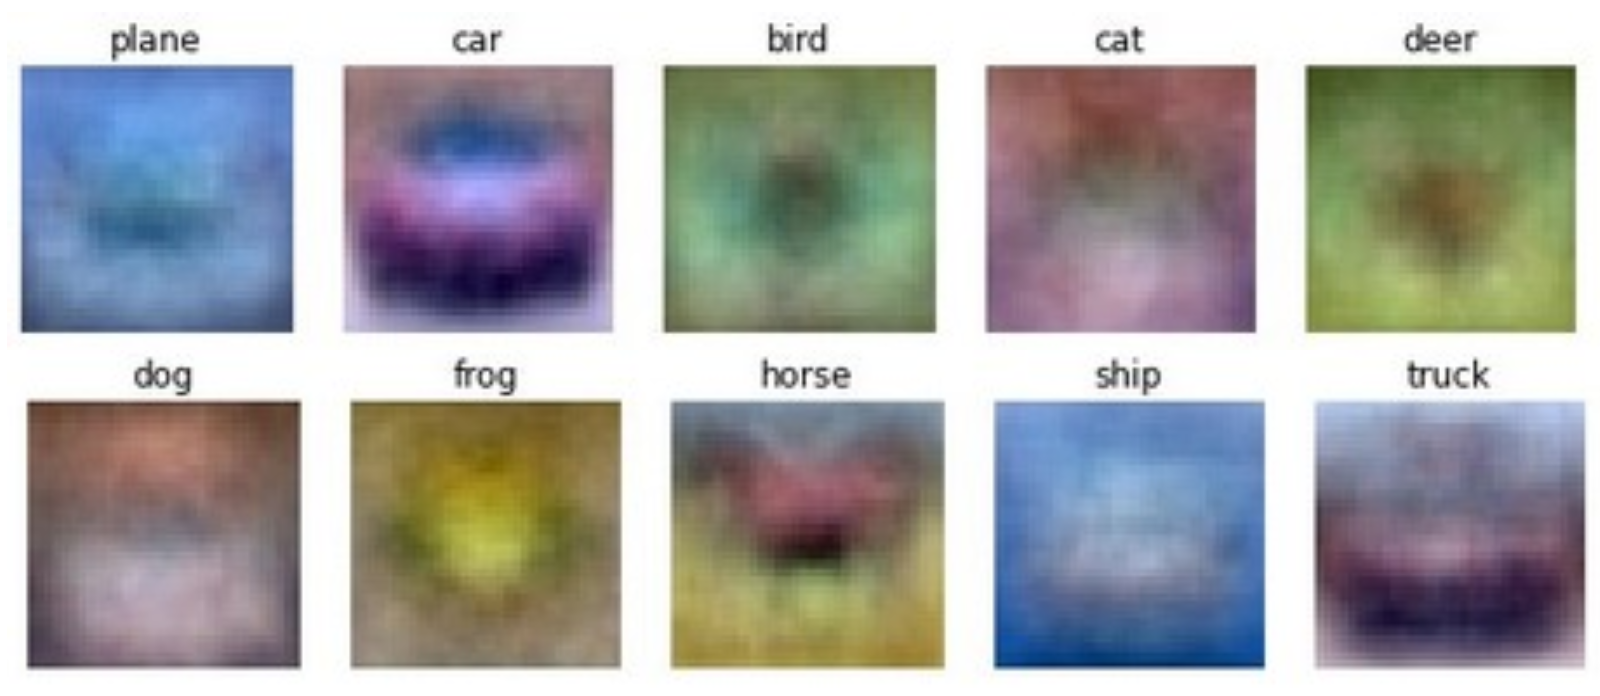 plane car bird cat deer
dog frog horse ship truck